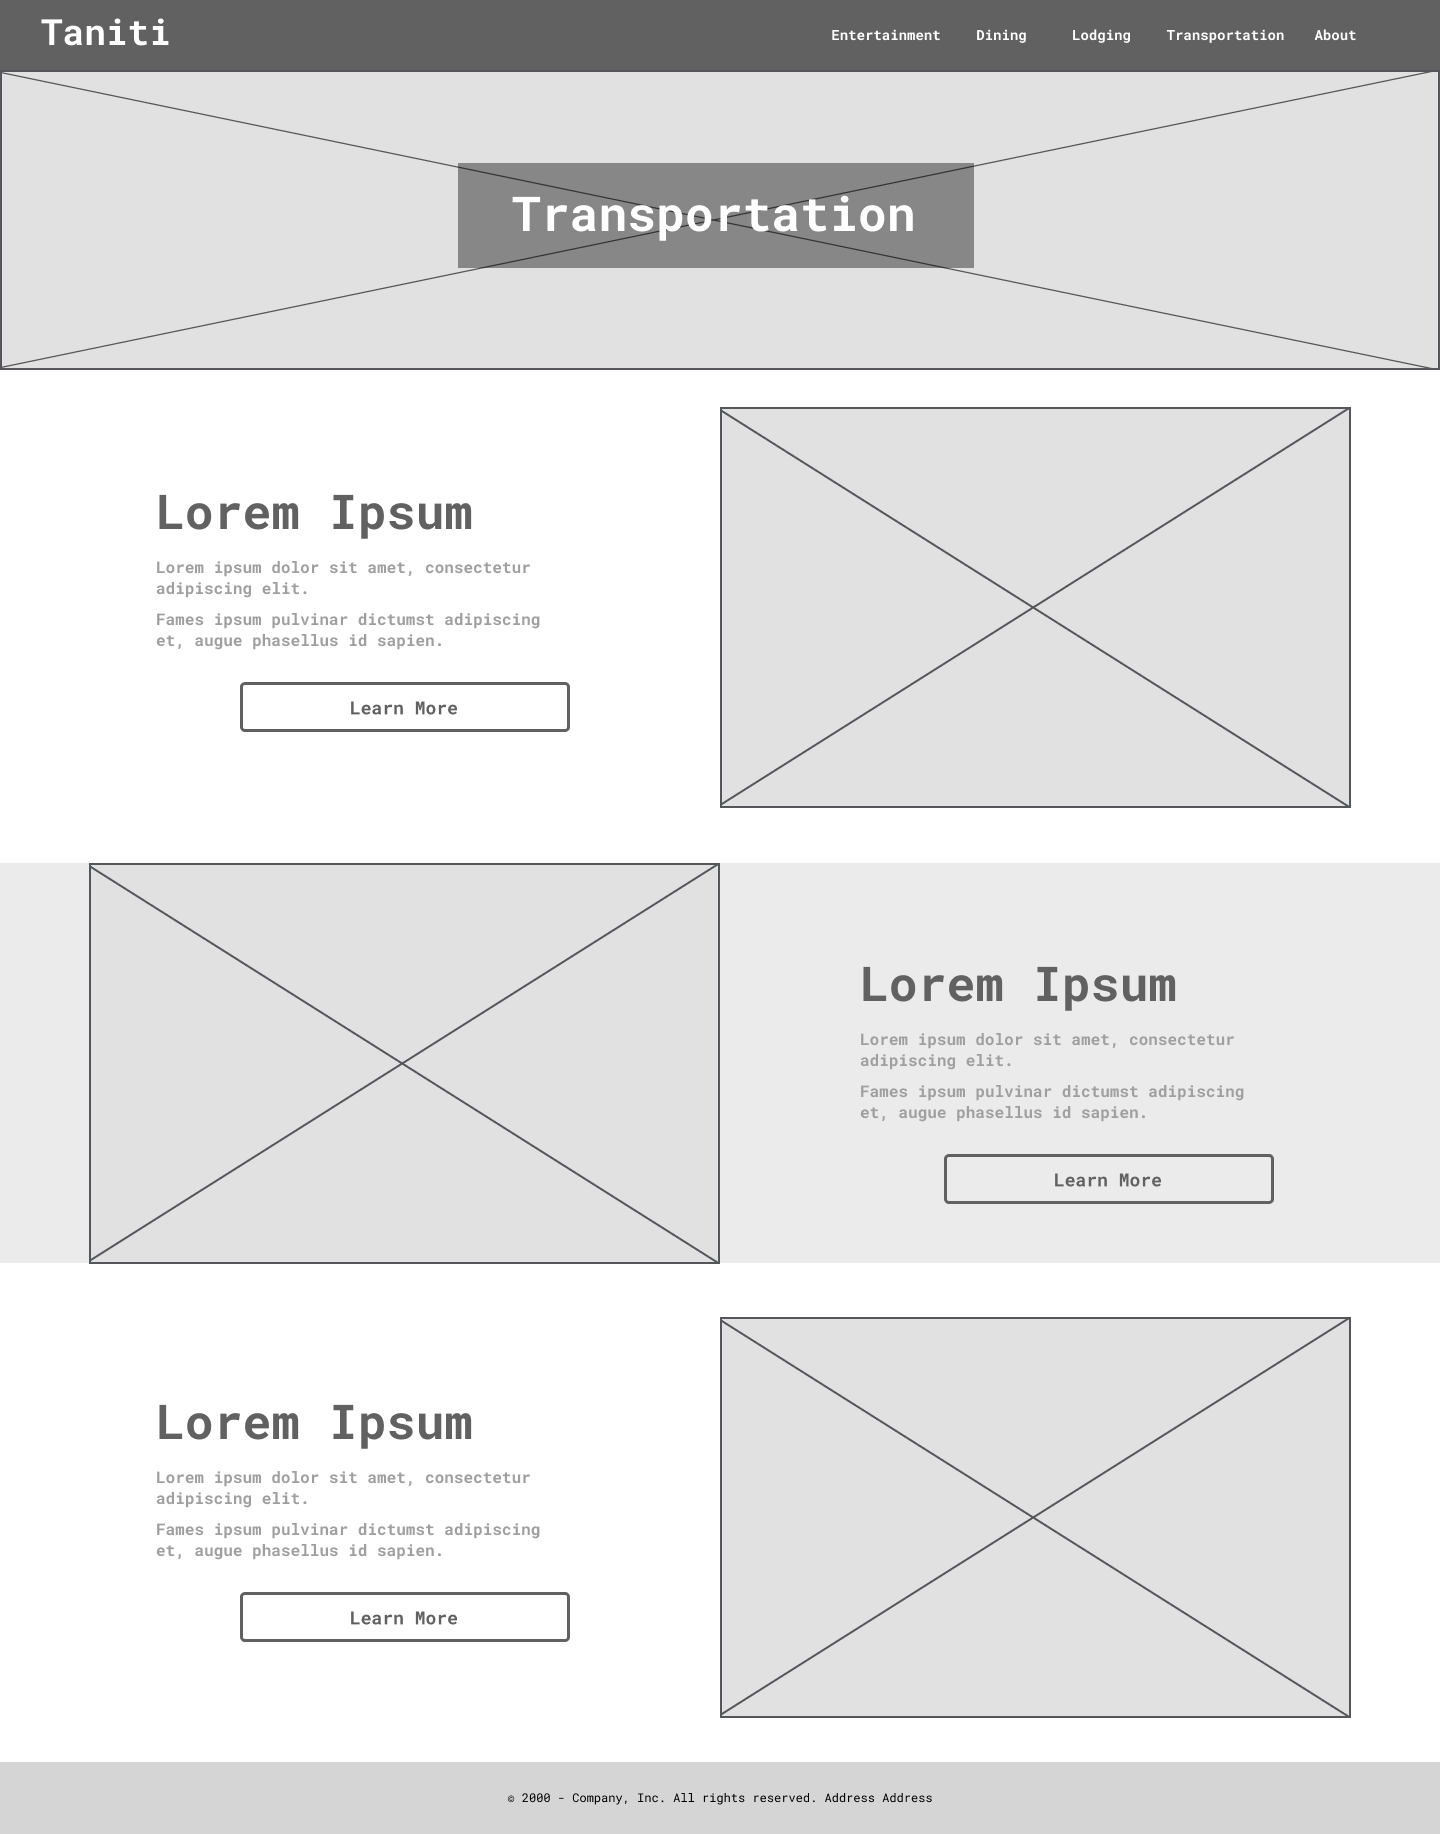 Taniti
Entertainment Dining Lodging Transportation About
Transportation
Lorem Ipsum
Lorem ipsum dolor sit amet, consectetur
adipiscing elit.
Fames ipsum pulvinar dictumst adipiscing
et, augue phasellus id sapien.
Learn More
Lorem Ipsum
Lorem ipsum dolor sit amet, consectetur
adipiscing elit.
Fames ipsum pulvinar dictumst adipiscing
et, augue phasellus id sapien.
Learn More
Lorem Ipsum
Lorem ipsum dolor sit amet, consectetur
adipiscing elit.
Fames ipsum pulvinar dictumst adipiscing
et, augue phasellus id sapien.
Learn More
© 2000 - Company, Inc. All rights reserved. Address Address